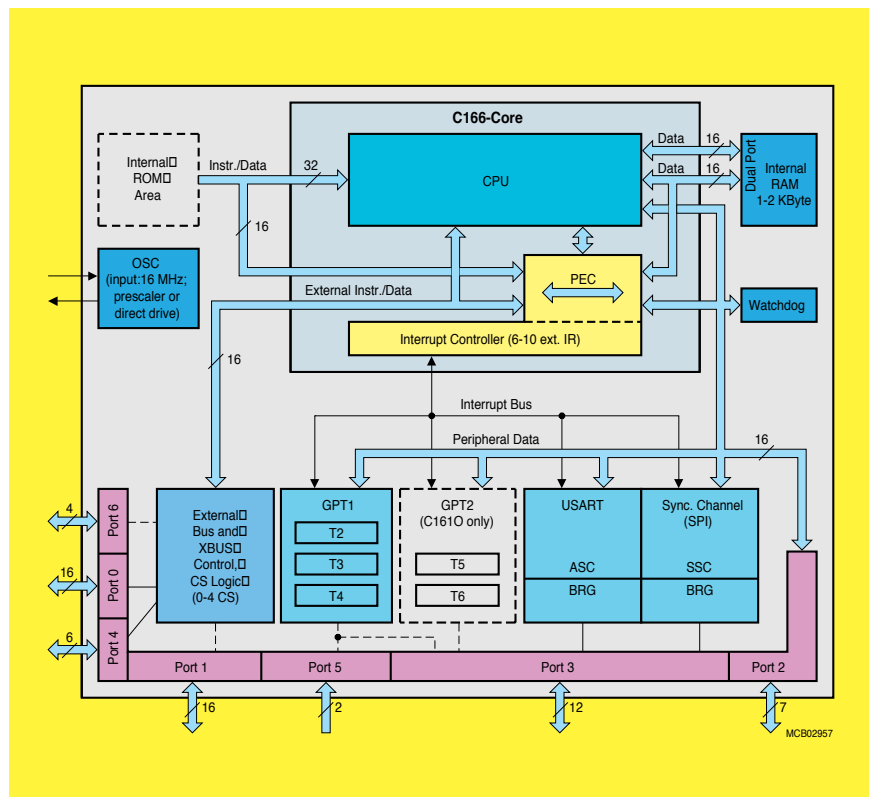 C166-Core
Internal
ROM
Area
Instr./Data
32
16
CPU
Data
16
Data
16
Dual Port
Internal
RAM
1-2 KByte
OSC
(input:16 MHz;
prescaler or
direct drive)
External Instr./Data
16
PEC
Interrupt Controller (6-10 ext. IR)
Watchdog
Interrupt Bus
Peripheral Data
16
4
Port 6
16
Port 0
6
Port 4
External
Bus and
XBUS
Control,
CS Logic
(0-4 CS)
GPT1
T2
T3
T4
GPT2
(C161O only)
T5
T6
USART
ASC
BRG
Sync. Channel
(SPI)
SSC
BRG
Port 1
Port 5
Port 3
Port 2
16
2
12
7
MCB02957